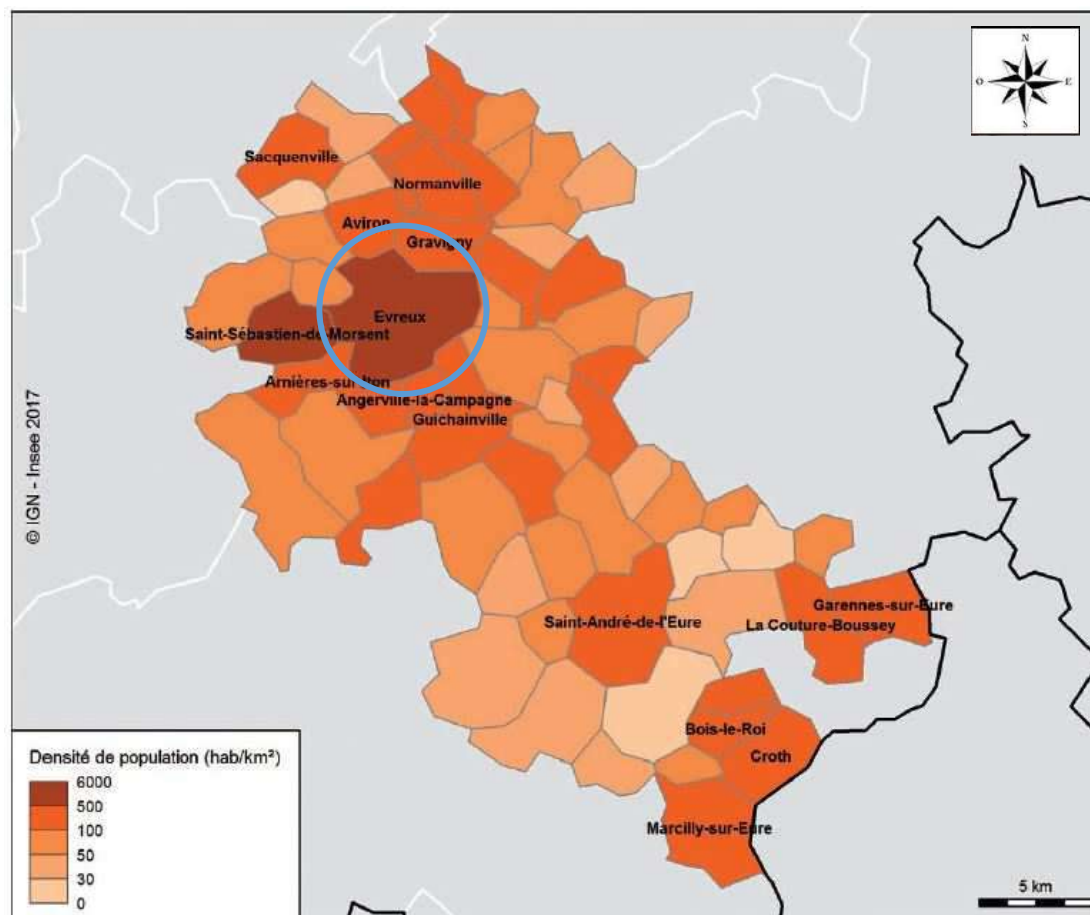 N
O
E
S
Sacquenville
Normanville
Aviron
Gravigny
Evreux
Saint-Sébastien-de-Morsent
Arnières-sur-Iton
Angerville-la-Campagne
Guichainville
© IGN - Insee 2017
Garennes-sur-Eure
Saint-André-de-l'Eure
La Couture-Boussey
Bois-le-Roi
Croth
Marcilly-sur-Eure
Densité de population (hab/km²)
6000
500
100
50
30
0
5 km